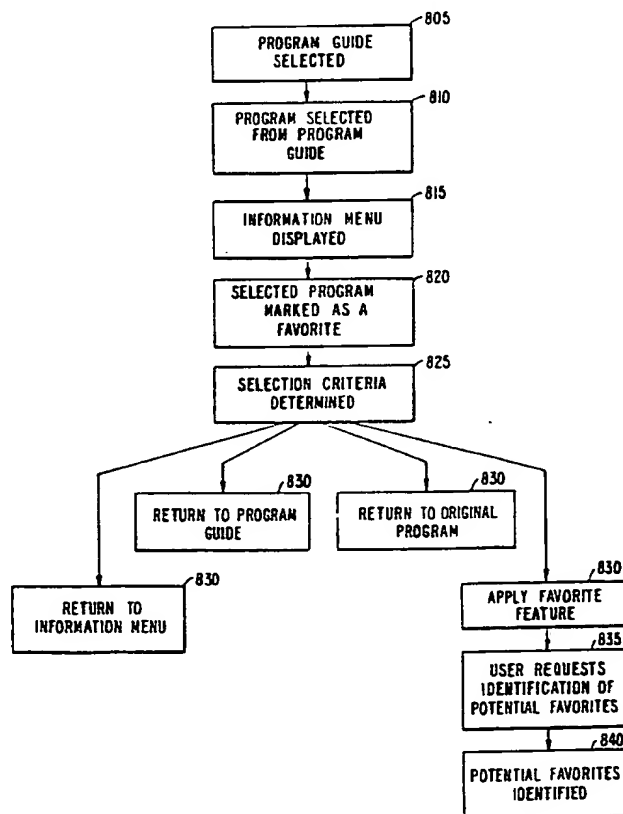 805
PROGRAM GUIDE
SELECTED
810
PROGRAM SELECTED
FROM PROGRAM
GUIDE
815
INFORMATION MENU
DISPLAYED
820
SELECTED PROGRAM
MARKED AS A
FAVORITE
825
SELECTION CRITERIA
DETERMINED
830
RETURN TO
INFORMATION MENU
830
RETURN TO PROGRAM
GUIDE
830
RETURN TO ORIGINAL
PROGRAM
830
APPLY FAVORITE
FEATURE
835
USER REQUESTS
IDENTIFICATION OF
POTENTIAL FAVORITES
840
POTENTIAL FAVORITES
IDENTIFIED